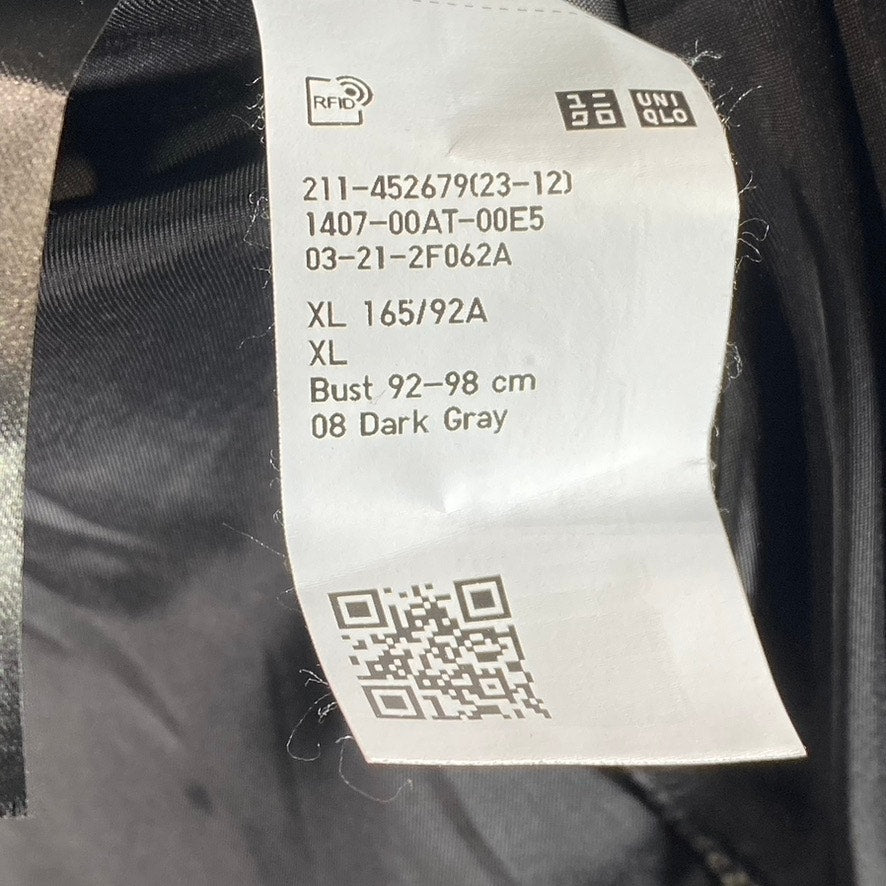 RFID
ユニ
クロ
UNI
QLO
211-452679(23-12)
1407-00AT-00E5
03-21-2F062A
XL 165/92A
XL
Bust 92-98 cm
08 Dark Gray